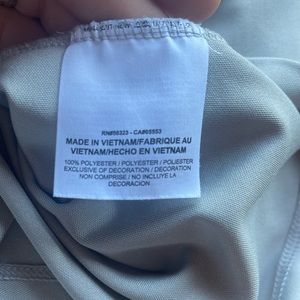 RN#56323 - CA#05553
MADE IN VIETNAM/FABRIQUE AU
VIETNAM/HECHO EN VIETNAM
100% POLYESTER / POLYESTER / POLIESTER
EXCLUSIVE OF DECORATION / DECORATION
NON COMPRISE / NO INCLUYE LA
DECORACION